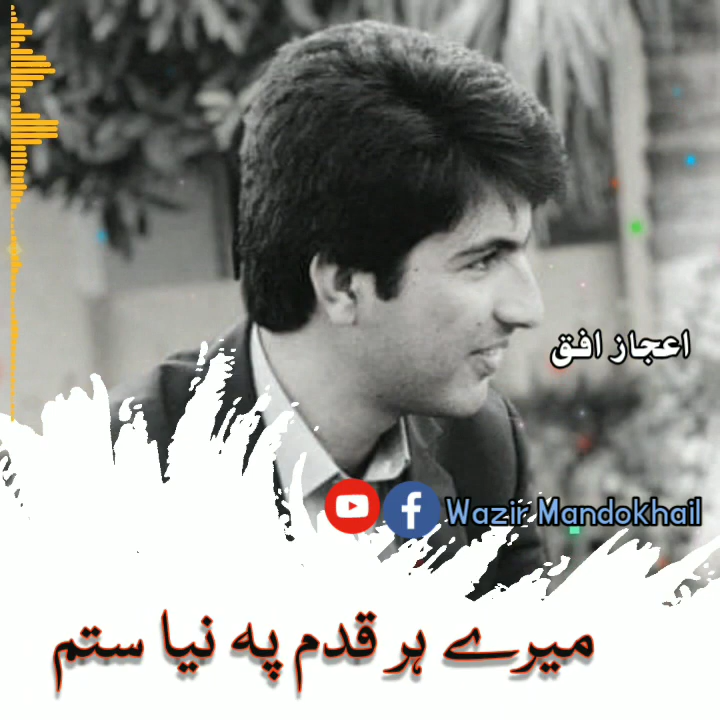 اعجاز افق
Wazir Mandokhail
میرے ہر قدم پہ نیا ستم